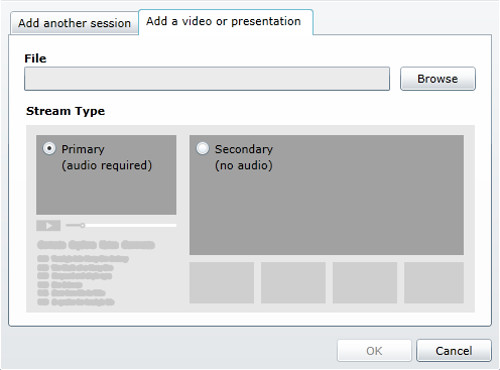 Add another session
Add a video or presentation
File
Browse
Stream Type
Primary
(audio required)
Secondary
(no audio)
OK
Cancel